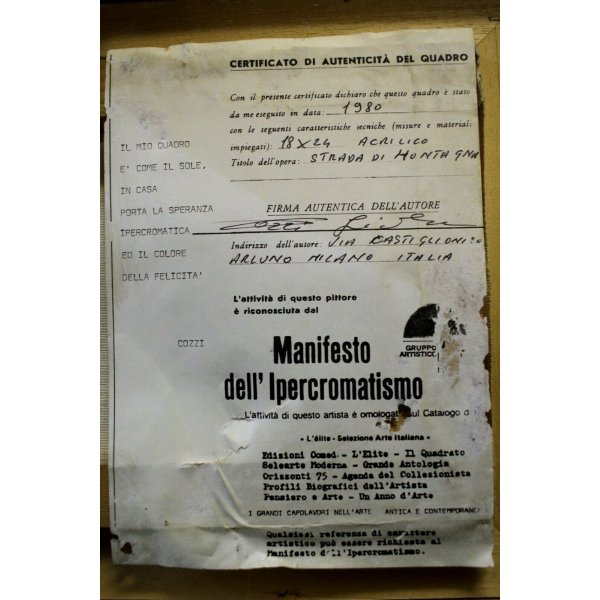 CERTIFICATO DI AUTENTICITÀ DEL QUADRO
Con il presente certificato dichiaro che questo quadro è stato
da me eseguito in data: 1980
con le seguenti caratteristiche tecniche (misure e materiali
impiegati): 18x24 ACRILICO
Titolo dell'opera: STRADA DI MONTAGNA
IL MIO QUADRO
E' COME IL SOLE,
IN CASA
PORTA LA SPERANZA
IPERCROMATICA
ED IL COLORE
DELLA FELICITA'
COZZI
FIRMA AUTENTICA DELL'AUTORE
Cozzi
Indirizzo dell'autore: VIA CASTIGLIONI
ARLUNO MILANO ITALIA
L'attività di questo pittore
è riconosciuta dal
GRUPPO
ARTISTICO
Manifesto
dell'Ipercromatismo
L'attività di questo artista è omologata sul Catalogo
« L'élite - Selezione Arte Italiana »
Edizioni Comed. - L'Elite - Il Quadrato
Belearte Moderna - Grande Antologia
Orizzonti 75 - Agenda del Collezionista
Profili Biografici dell'Artista
Pensiero e Arte - Un Anno d'Arte
I GRANDI CAPOLAVORI NELL'ARTE ANTICA E CONTEMPORANEA
Qualsiasi referenza di carattere
artistico può essere richiesta al
Manifesto dell'Ipercromatismo.